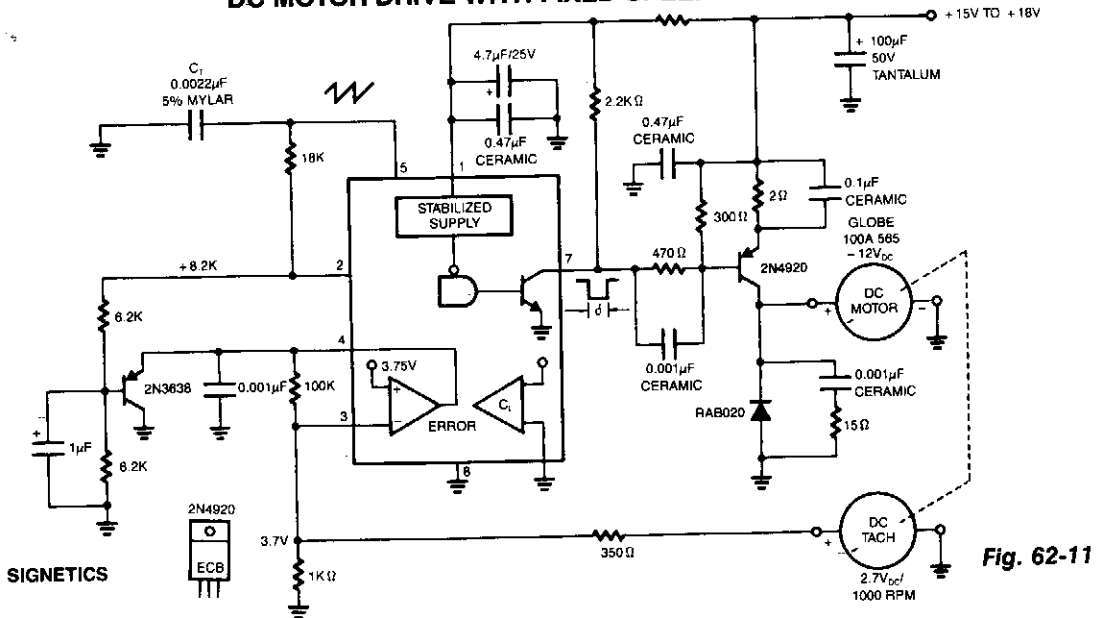 DC MOTOR DRIVE WITH FIXED SPEED
+15V TO +18V
+ 100µF
50V
TANTALUM
4.7µF/25V
+
C_T
0.0022µF
5% MYLAR
2.2KΩ
0.47µF
CERAMIC
0.47µF
CERAMIC
18K
5
1
STABILIZED
SUPPLY
300Ω
2Ω
0.1µF
CERAMIC
GLOBE
100A 565
-12V_DC
+8.2K
2
7
470Ω
2N4920
d
DC
MOTOR
+
-
6.2K
4
0.001µF
CERAMIC
0.001µF
CERAMIC
2N3638
0.001µF
100K
3.75V
+
-
ERROR
C_L
RAB020
15Ω
3
+
1µF
6.2K
8
2N4920
ECB
3.7V
350Ω
DC
TACH
+
-
1KΩ
2.7V_DC/
1000 RPM
SIGNETICS
Fig. 62-11